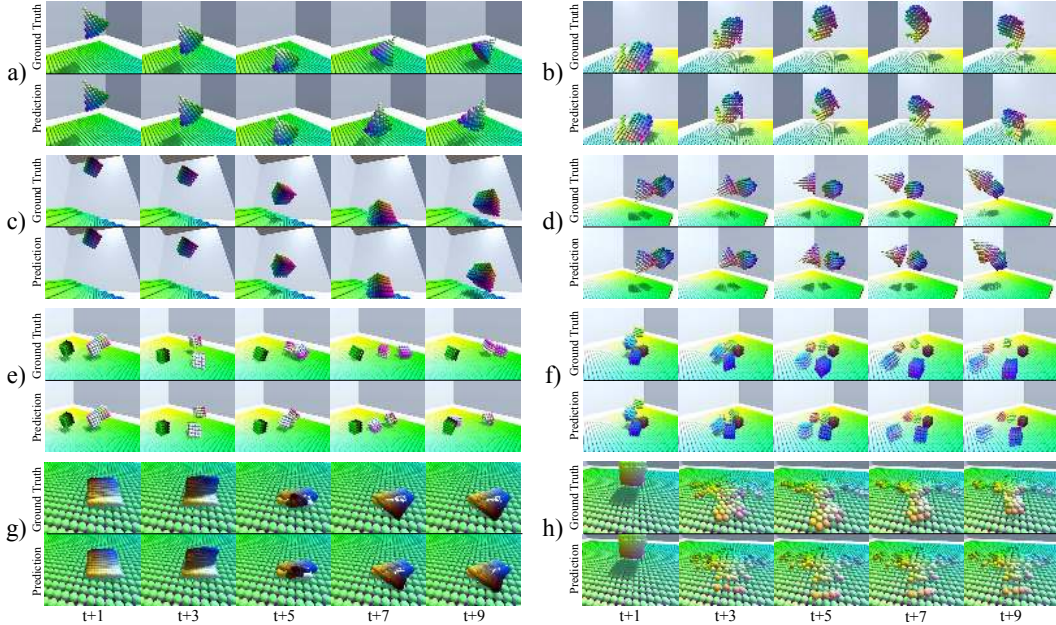 a)
Ground Truth
Prediction
b)
Ground Truth
Prediction
c)
Ground Truth
Prediction
d)
Ground Truth
Prediction
e)
Ground Truth
Prediction
f)
Ground Truth
Prediction
g)
Ground Truth
Prediction
h)
Ground Truth
Prediction
t+1 t+3 t+5 t+7 t+9
t+1 t+3 t+5 t+7 t+9